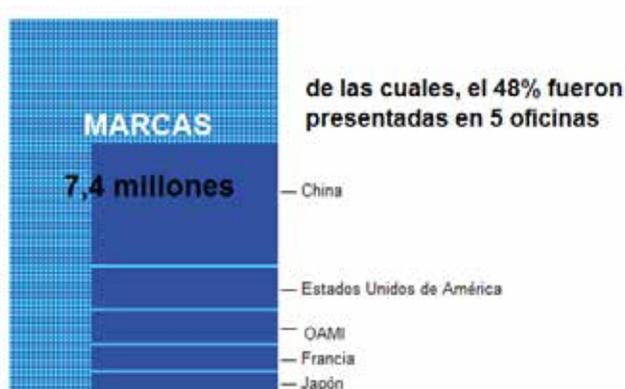 de las cuales, el 48% fueron
presentadas en 5 oficinas
MARCAS
7,4 millones
China
Estados Unidos de América
OAMI
Francia
Japón